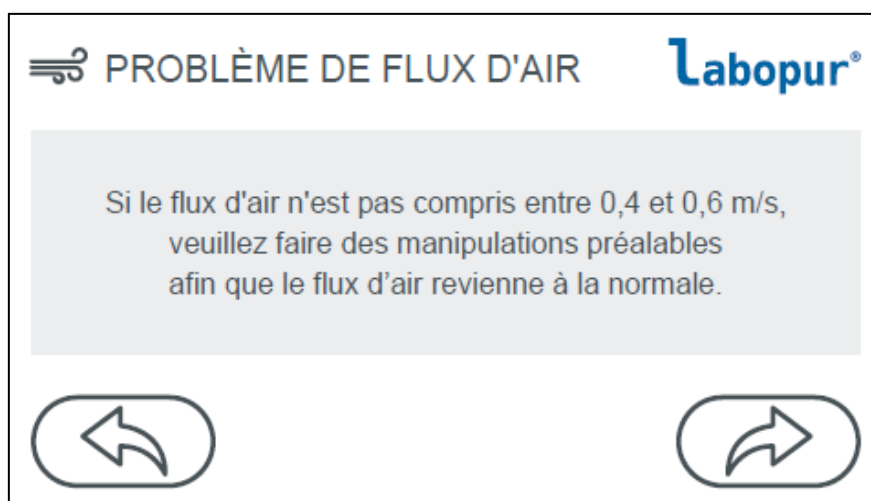 PROBLÈME DE FLUX D'AIR
Labopur®
Si le flux d'air n'est pas compris entre 0,4 et 0,6 m/s,
veuillez faire des manipulations préalables
afin que le flux d’air revienne à la normale.